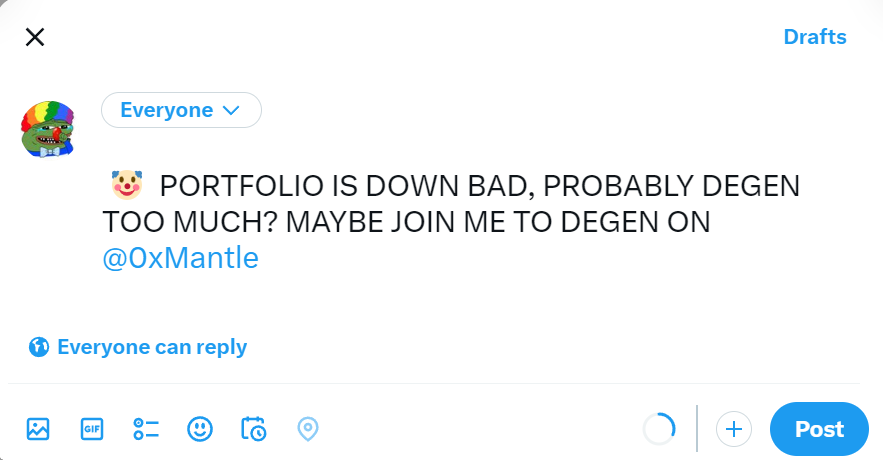 Drafts
Everyone
🤡 PORTFOLIO IS DOWN BAD, PROBABLY DEGEN
TOO MUCH? MAYBE JOIN ME TO DEGEN ON
@0xMantle
Everyone can reply
GIF
Post